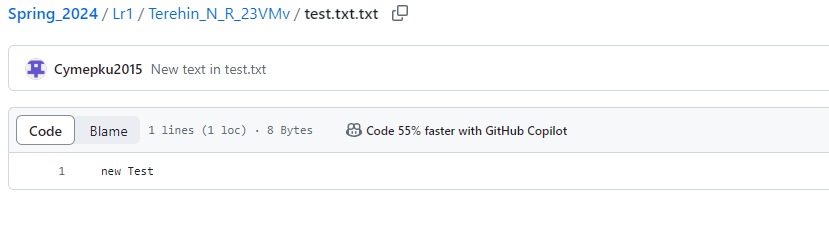 Spring_2024 / Lr1 / Terehin_N_R_23VMv / test.txt.txt
Cymepku2015 New text in test.txt
Code Blame 1 lines (1 loc) · 8 Bytes Code 55% faster with GitHub Copilot
1 new Test